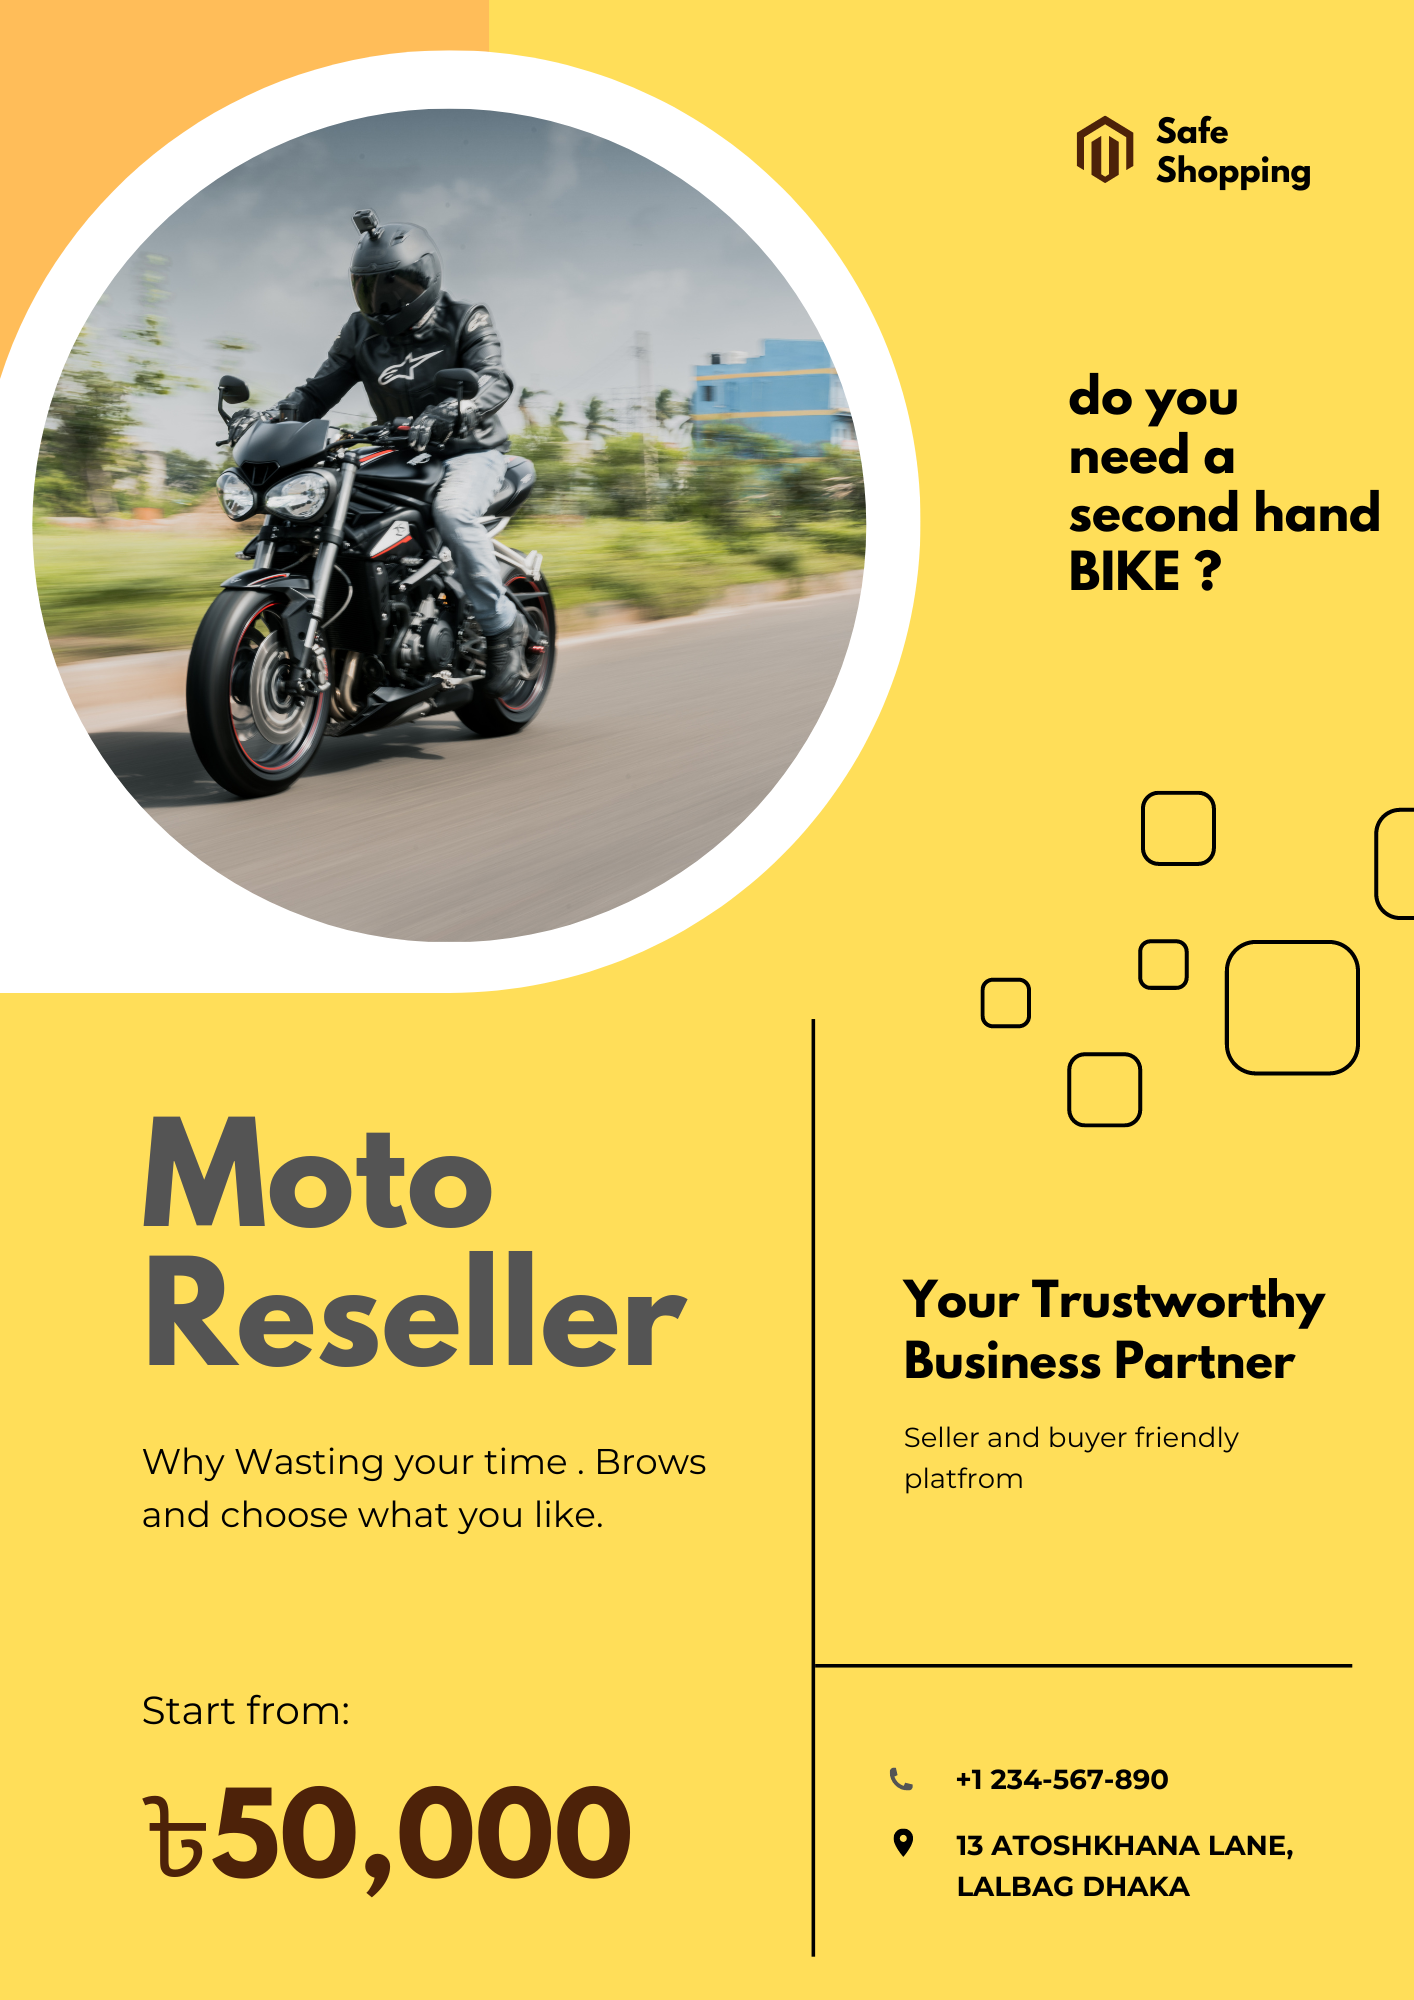 Safe
Shopping
do you
need a
second hand
BIKE ?
Moto
Reseller
Why Wasting your time . Brows
and choose what you like.
Start from:
৳50,000
Your Trustworthy
Business Partner
Seller and buyer friendly
platfrom
+1 234-567-890
13 ATOSHKHANA LANE,
LALBAG DHAKA